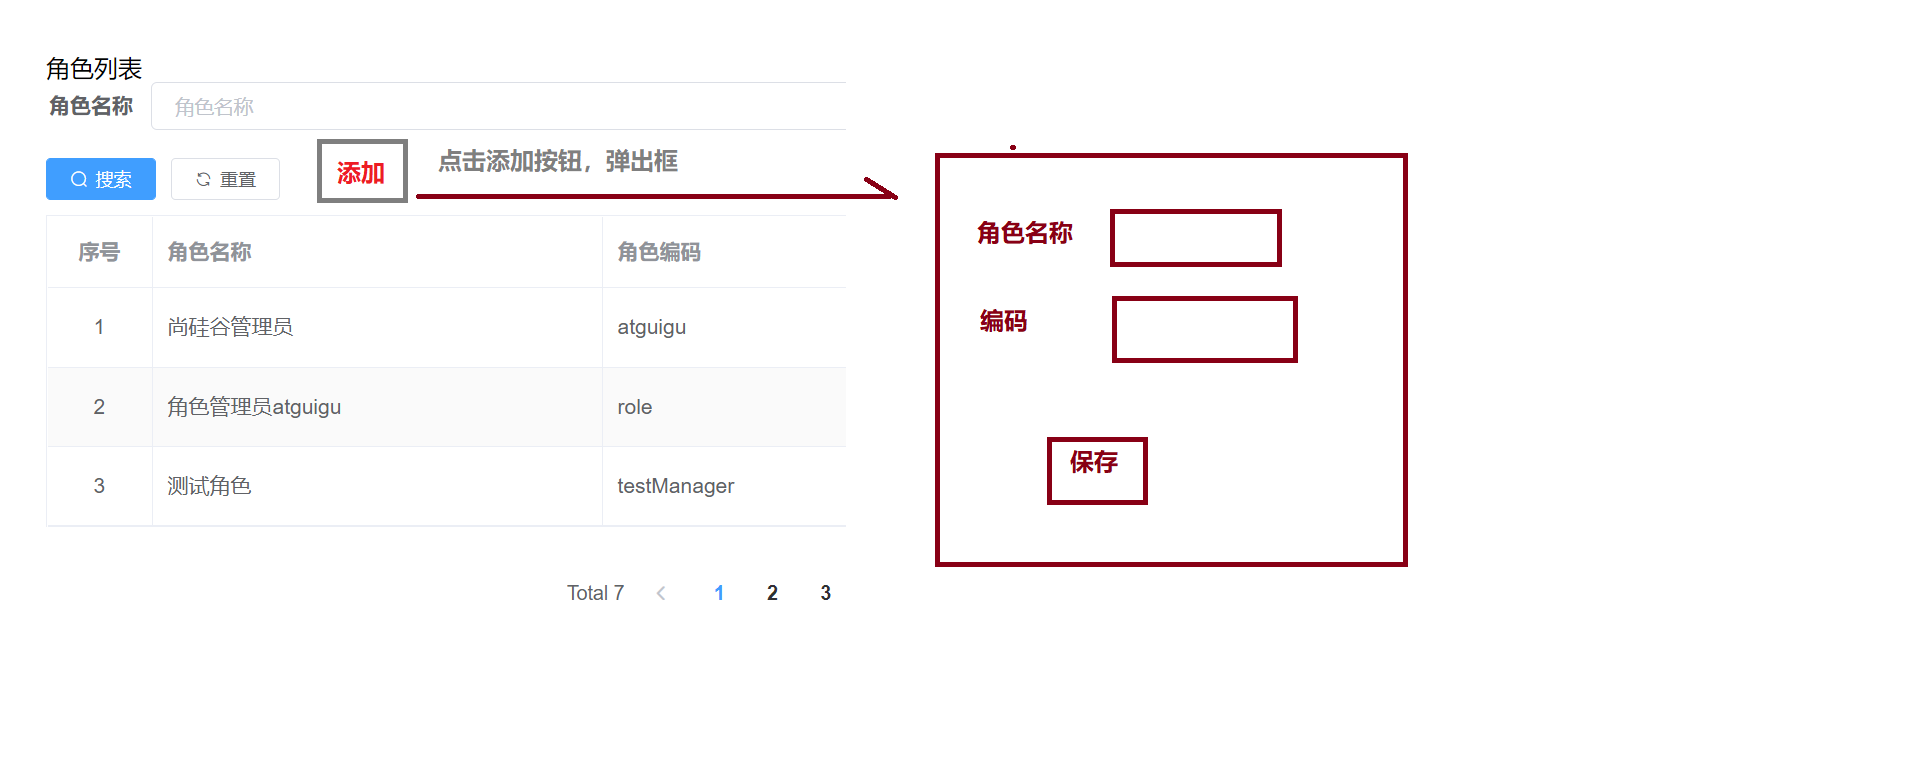 角色列表
角色名称 角色名称
搜索 重置 添加 点击添加按钮，弹出框
序号 角色名称 角色编码
1 尚硅谷管理员 atguigu
2 角色管理员atguigu role
3 测试角色 testManager
Total 7 1 2 3
角色名称
编码
保存